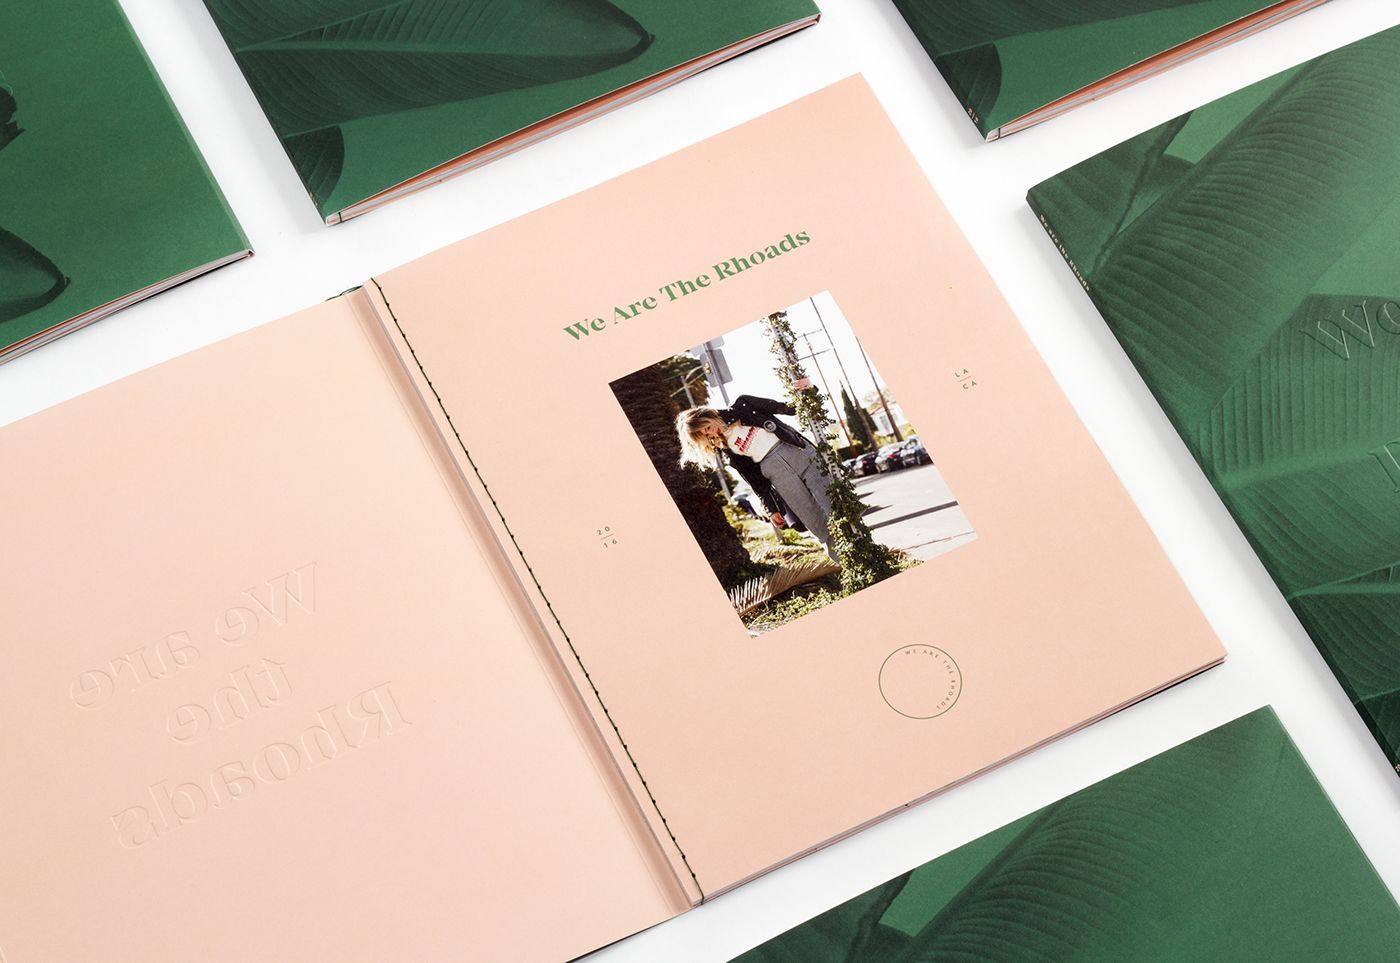 We Are The Rhoads
LA
CA
20
16
WE ARE THE RHOADS
We are
the
Rhoads
We are the Rhoads
We